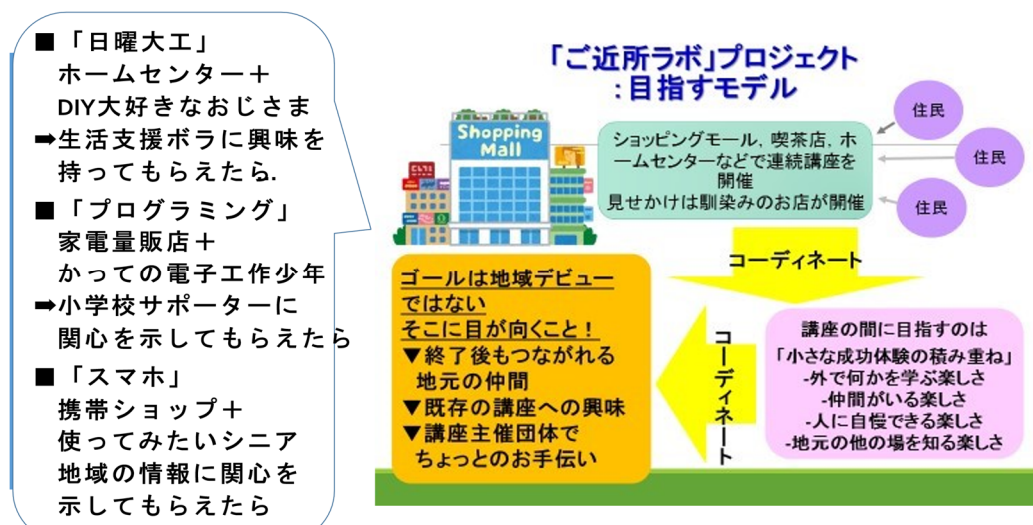 ■「日曜大工」
ホームセンター＋
DIY大好きなおじさま
➡生活支援ボラに興味を
持ってもらえたら.
■「プログラミング」
家電量販店＋
かっての電子工作少年
➡小学校サポーターに
関心を示してもらえたら
■「スマホ」
携帯ショップ＋
使ってみたいシニア
地域の情報に関心を
示してもらえたら
「ご近所ラボ」プロジェクト
：目指すモデル
Shopping
Mall
ショッピングモール，喫茶店，ホ
ームセンターなどで連続講座を
開催
見せかけは馴染みのお店が開催
住民
住民
住民
コーディネート
講座の間に目指すのは
「小さな成功体験の積み重ね」
-外で何かを学ぶ楽しさ
-仲間がいる楽しさ
-人に自慢できる楽しさ
-地元の他の場を知る楽しさ
コーディネート
ゴールは地域デビュー
ではない
そこに目が向くこと！
▼終了後もつながれる
地元の仲間
▼既存の講座への興味
▼講座主催団体で
ちょっとのお手伝い